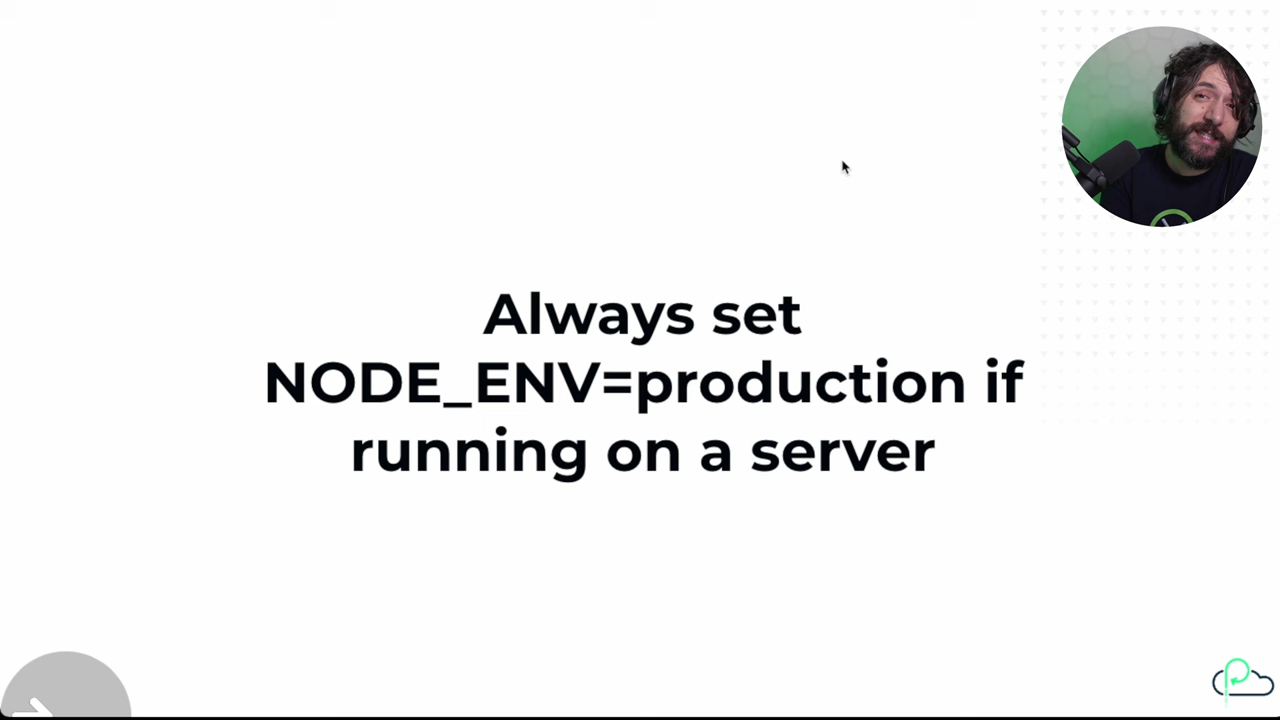 Always set
NODE_ENV=production if
running on a server